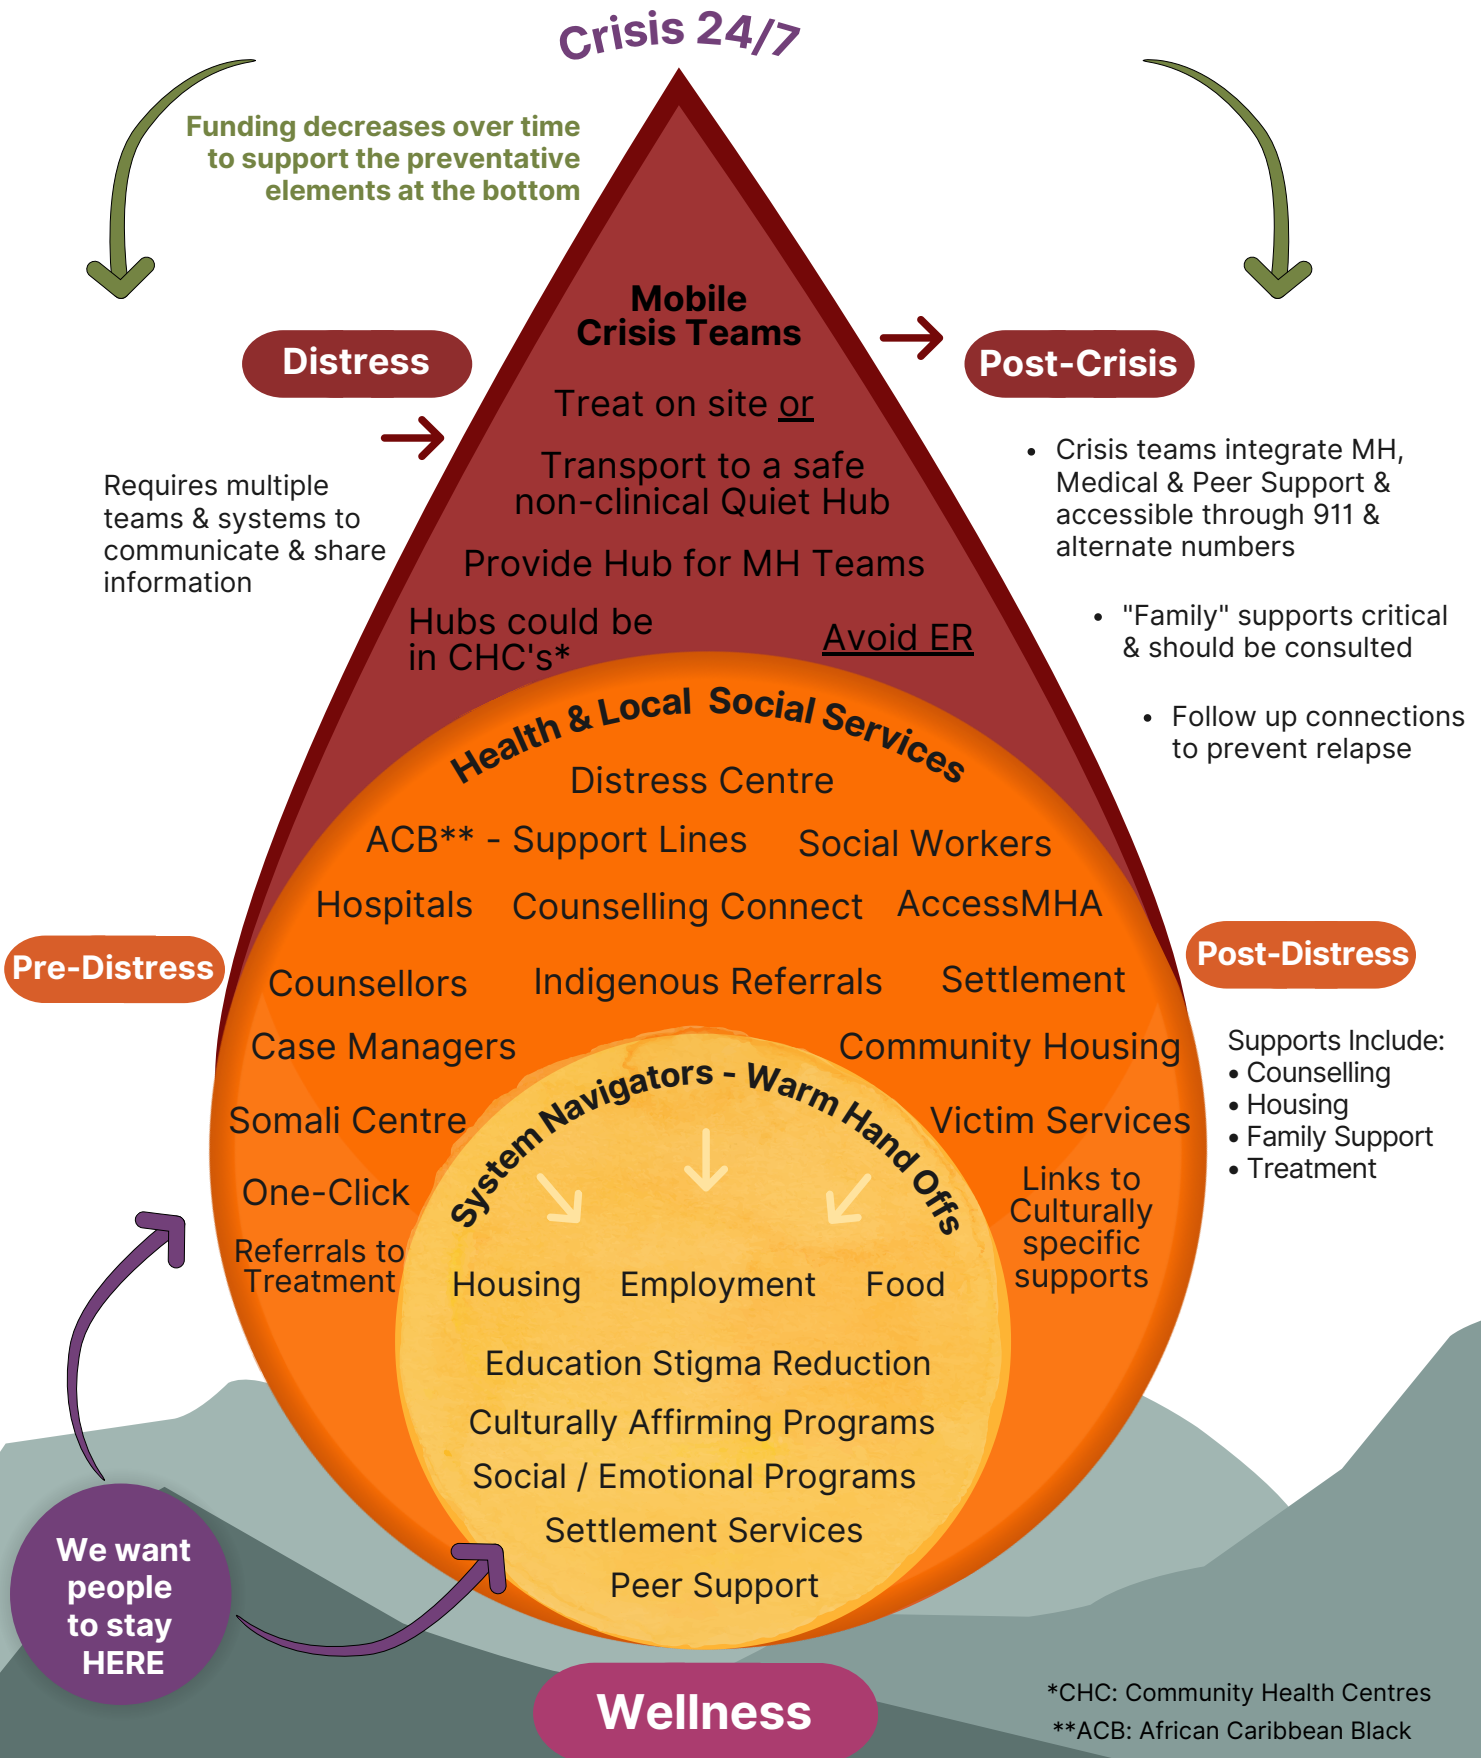 Crisis 24/7
Funding decreases over time
to support the preventative
elements at the bottom
Mobile
Crisis Teams
Treat on site or
Transport to a safe
non-clinical Quiet Hub
Provide Hub for MH Teams
Hubs could be
in CHC's*
Avoid ER
Distress
Requires multiple
teams & systems to
communicate & share
information
Post-Crisis
• Crisis teams integrate MH,
Medical & Peer Support &
accessible through 911 &
alternate numbers
• "Family" supports critical
& should be consulted
• Follow up connections
to prevent relapse
Health & Local Social Services
Distress Centre
ACB** - Support Lines
Social Workers
Hospitals
Counselling Connect
AccessMHA
Counsellors
Indigenous Referrals
Settlement
Case Managers
Community Housing
Somali Centre
Victim Services
One-Click
Links to
Culturally
specific
supports
Referrals to
Treatment
Pre-Distress
Post-Distress
Supports Include:
• Counselling
• Housing
• Family Support
• Treatment
System Navigators - Warm Hand Offs
Housing
Employment
Food
Education Stigma Reduction
Culturally Affirming Programs
Social / Emotional Programs
Settlement Services
Peer Support
We want
people
to stay
HERE
Wellness
*CHC: Community Health Centres
**ACB: African Caribbean Black